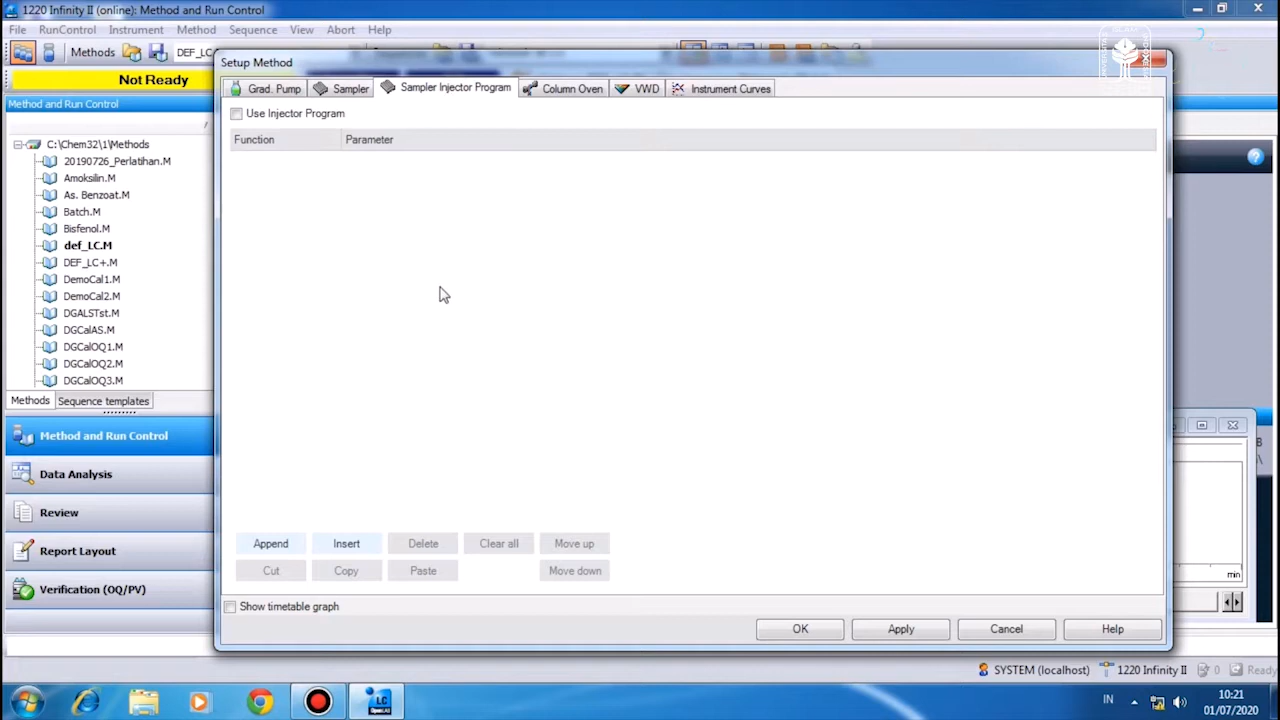 1220 Infinity II (online): Method and Run Control
File RunControl Instrument Method Sequence View Abort Help
Methods DEF_LC
Not Ready
Method and Run Control
C:\Chem32\1\Methods
20190726_Perlatihan.M
Amoksilin.M
As. Benzoat.M
Batch.M
Bisfenol.M
def_LC.M
DEF_LC+.M
DemoCal1.M
DemoCal2.M
DGALSTst.M
DGCalAS.M
DGCalOQ1.M
DGCalOQ2.M
DGCalOQ3.M
Methods Sequence templates
Method and Run Control
Data Analysis
Review
Report Layout
Verification (OQ/PV)
Setup Method
Grad. Pump Sampler Sampler Injector Program Column Oven VWD Instrument Curves
Use Injector Program
Function Parameter
Append Insert Delete Clear all Move up
Cut Copy Paste Move down
Show timetable graph
OK Apply Cancel Help
min
SYSTEM (localhost) 1220 Infinity II 0 Ready
LC
OpenLAB
IN
10:21
01/07/2020